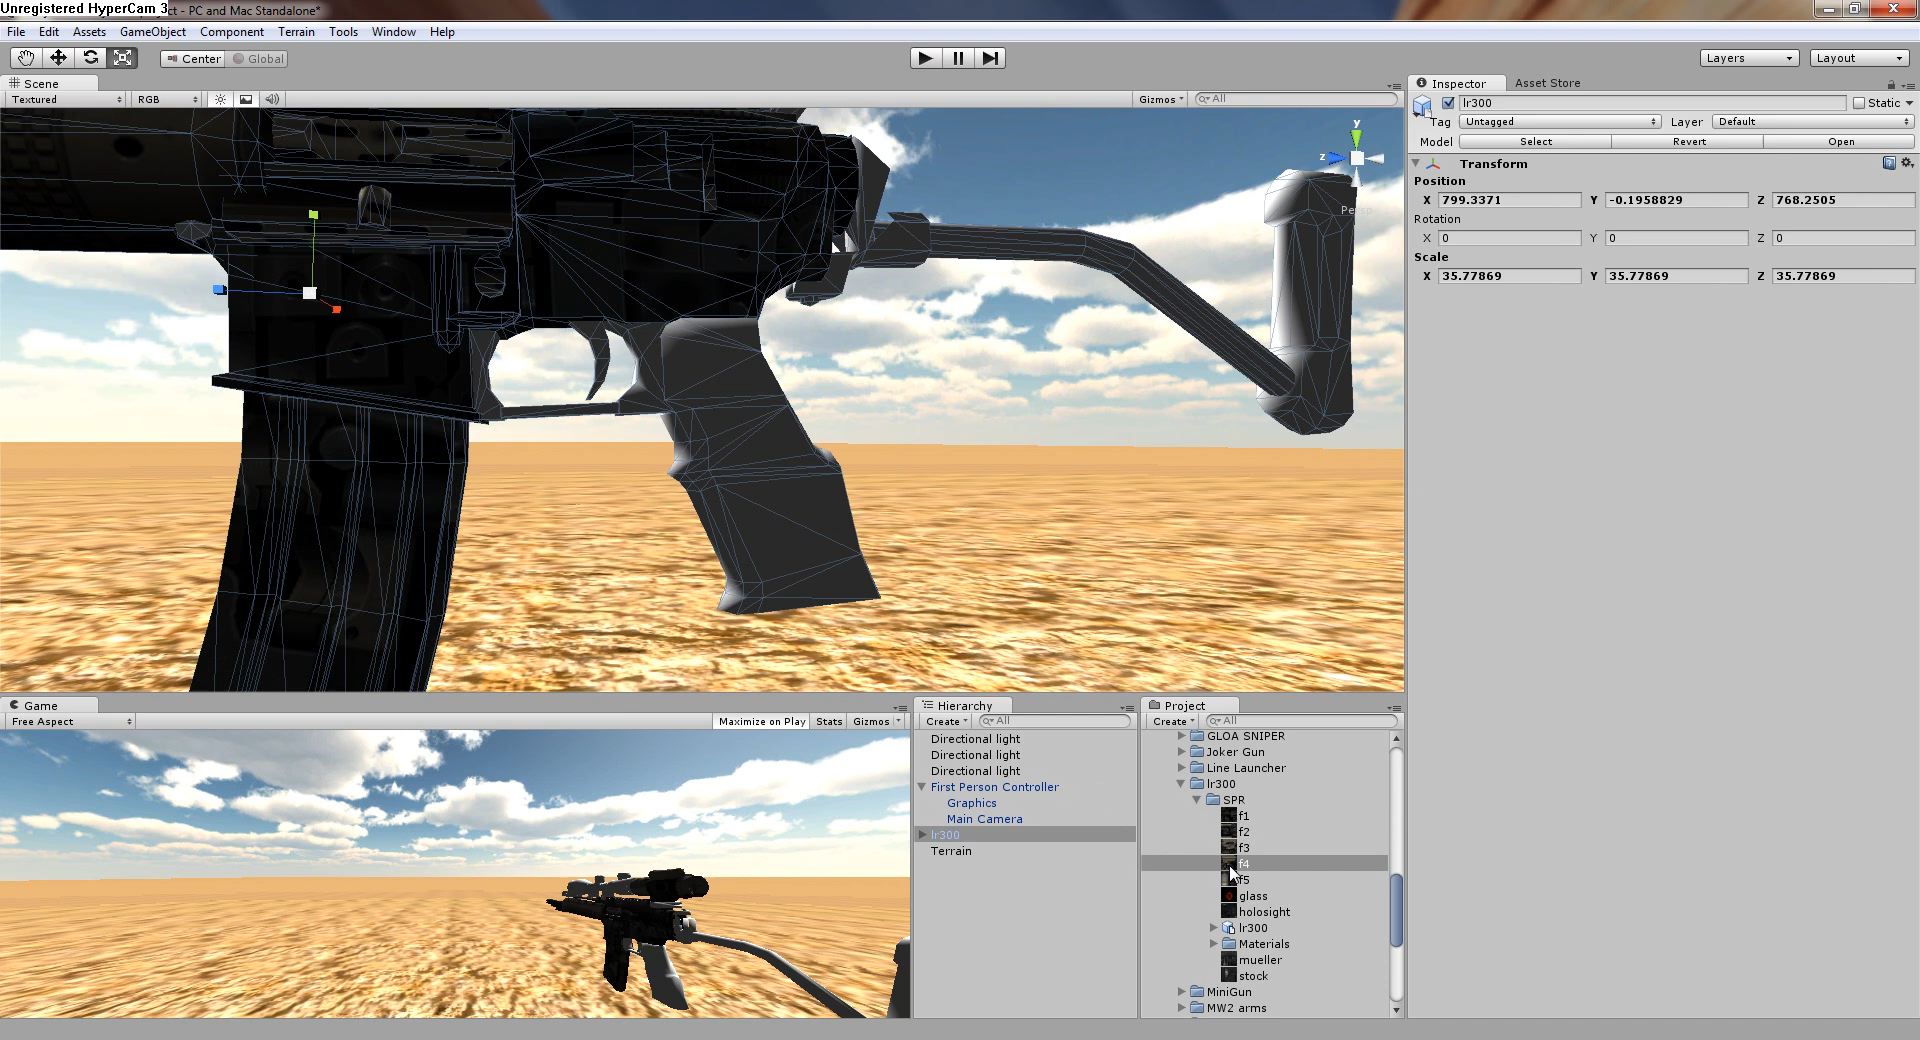 Unregistered HyperCam 3
ct - PC and Mac Standalone*
File Edit Assets GameObject Component Terrain Tools Window Help
Center Global
Layers Layout
Scene
Textured RGB Gizmos All
y
z
Persp
Inspector Asset Store
lr300 Static
Tag Untagged Layer Default
Model Select Revert Open
Transform
Position
X 799.3371 Y -0.1958829 Z 768.2505
Rotation
X 0 Y 0 Z 0
Scale
X 35.77869 Y 35.77869 Z 35.77869
Game
Free Aspect Maximize on Play Stats Gizmos
Hierarchy
Create All
Directional light
Directional light
Directional light
First Person Controller
Graphics
Main Camera
lr300
Terrain
Project
Create All
GLOA SNIPER
Joker Gun
Line Launcher
lr300
SPR
f1
f2
f3
f4
f5
glass
holosight
lr300
Materials
mueller
stock
MiniGun
MW2 arms